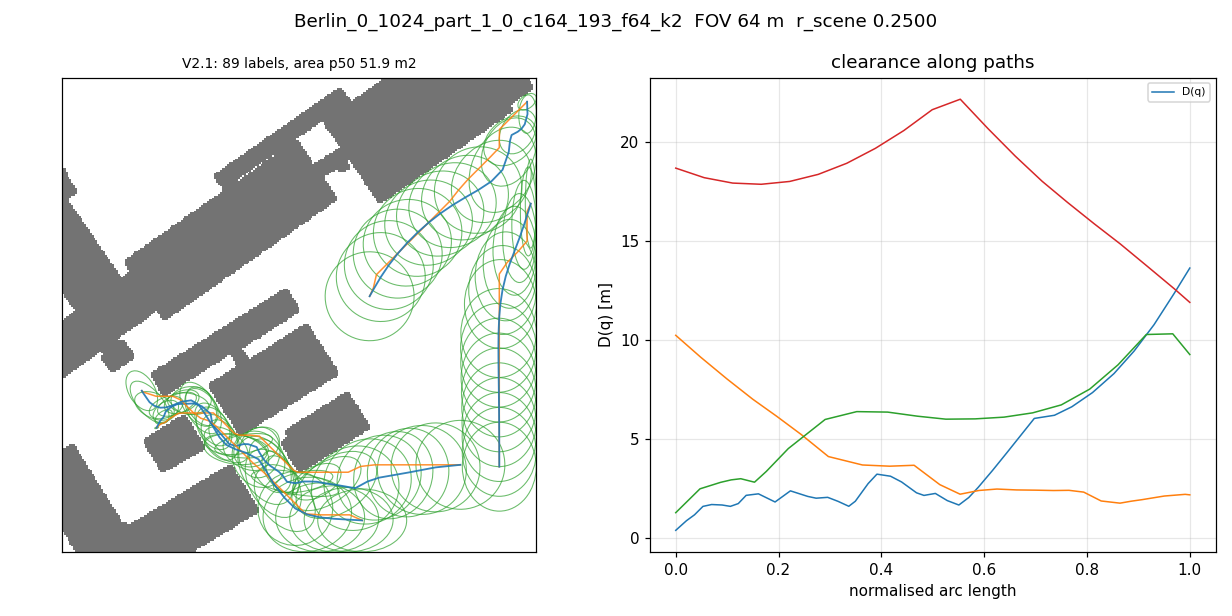 Berlin_0_1024_part_1_0_c164_193_f64_k2  FOV 64 m  r_scene 0.2500
V2.1: 89 labels, area p50 51.9 m2
clearance along paths
D(q)
D(q) [m]
20
15
10
5
0
0.0 0.2 0.4 0.6 0.8 1.0
normalised arc length